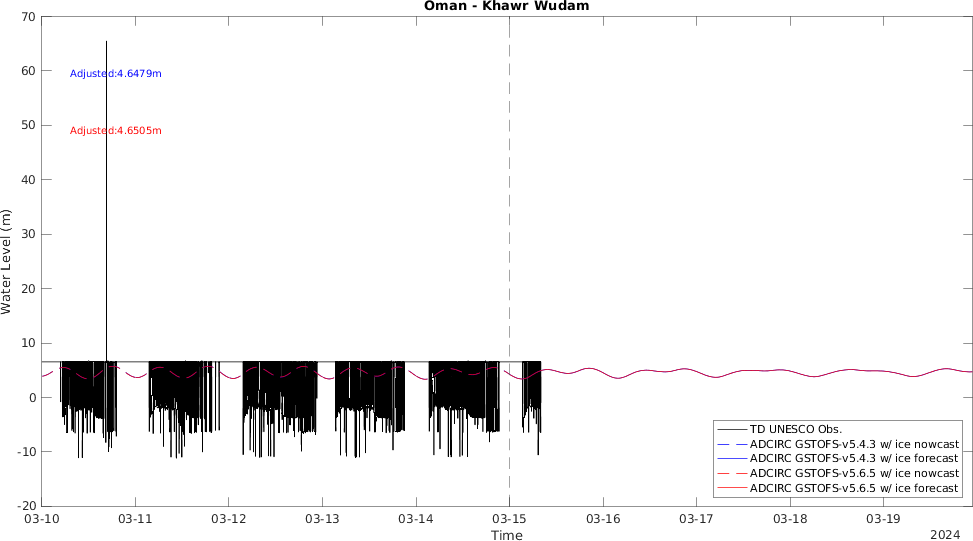 Oman - Khawr Wudam
70
60
50
40
30
20
10
0
-10
-20
Water Level (m)
Adjusted:4.6479m
Adjusted:4.6505m
TD UNESCO Obs.
ADCIRC GSTOFS-v5.4.3 w/ ice nowcast
ADCIRC GSTOFS-v5.4.3 w/ ice forecast
ADCIRC GSTOFS-v5.6.5 w/ ice nowcast
ADCIRC GSTOFS-v5.6.5 w/ ice forecast
03-10 03-11 03-12 03-13 03-14 03-15 03-16 03-17 03-18 03-19
Time
2024